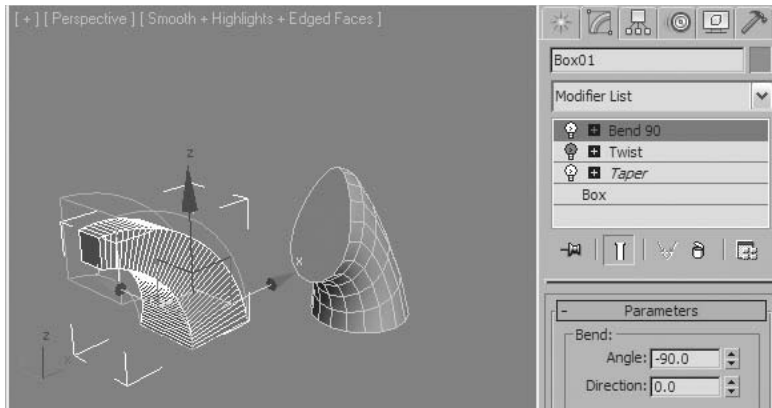 [ + ] [ Perspective ] [ Smooth + Highlights + Edged Faces ]
z
x
z
x
Box01
Modifier List
Bend 90
Twist
Taper
Box
- Parameters
Bend:
Angle: -90.0
Direction: 0.0